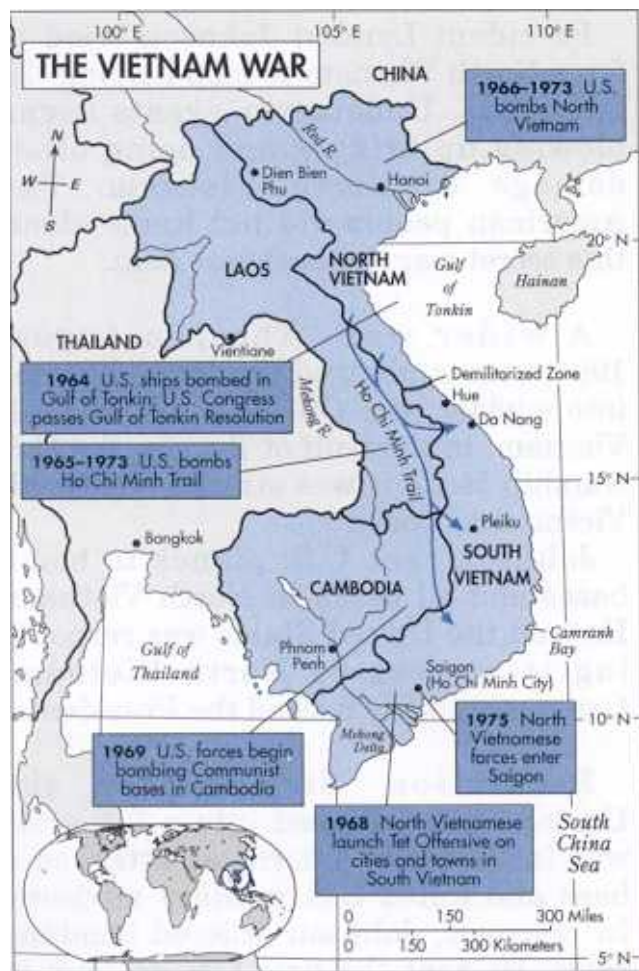 100° E
105° E
110° E
THE VIETNAM WAR
CHINA
1966–1973 U.S.
bombs North
Vietnam
Red R.
N
W
E
S
Dien Bien
Phu
Hanoi
20° N
LAOS
NORTH
VIETNAM
Gulf
of
Tonkin
Hainan
THAILAND
Vientiane
Demilitarized Zone
1964 U.S. ships bombed in
Gulf of Tonkin; U.S. Congress
passes Gulf of Tonkin Resolution
Mekong R.
Ho Chi Minh Trail
Hue
Da Nang
1965–1973 U.S. bombs
Ho Chi Minh Trail
15° N
Bangkok
Pleiku
SOUTH
VIETNAM
CAMBODIA
Gulf of
Thailand
Phnom
Penh
Camranh
Bay
Saigon
(Ho Chi Minh City)
10° N
Mekong
Delta
1969 U.S. forces begin
bombing Communist
bases in Cambodia
1975 North
Vietnamese
forces enter
Saigon
1968 North Vietnamese
launch Tet Offensive on
cities and towns in
South Vietnam
South
China
Sea
0 150 300 Miles
0 150 300 Kilometers
5° N